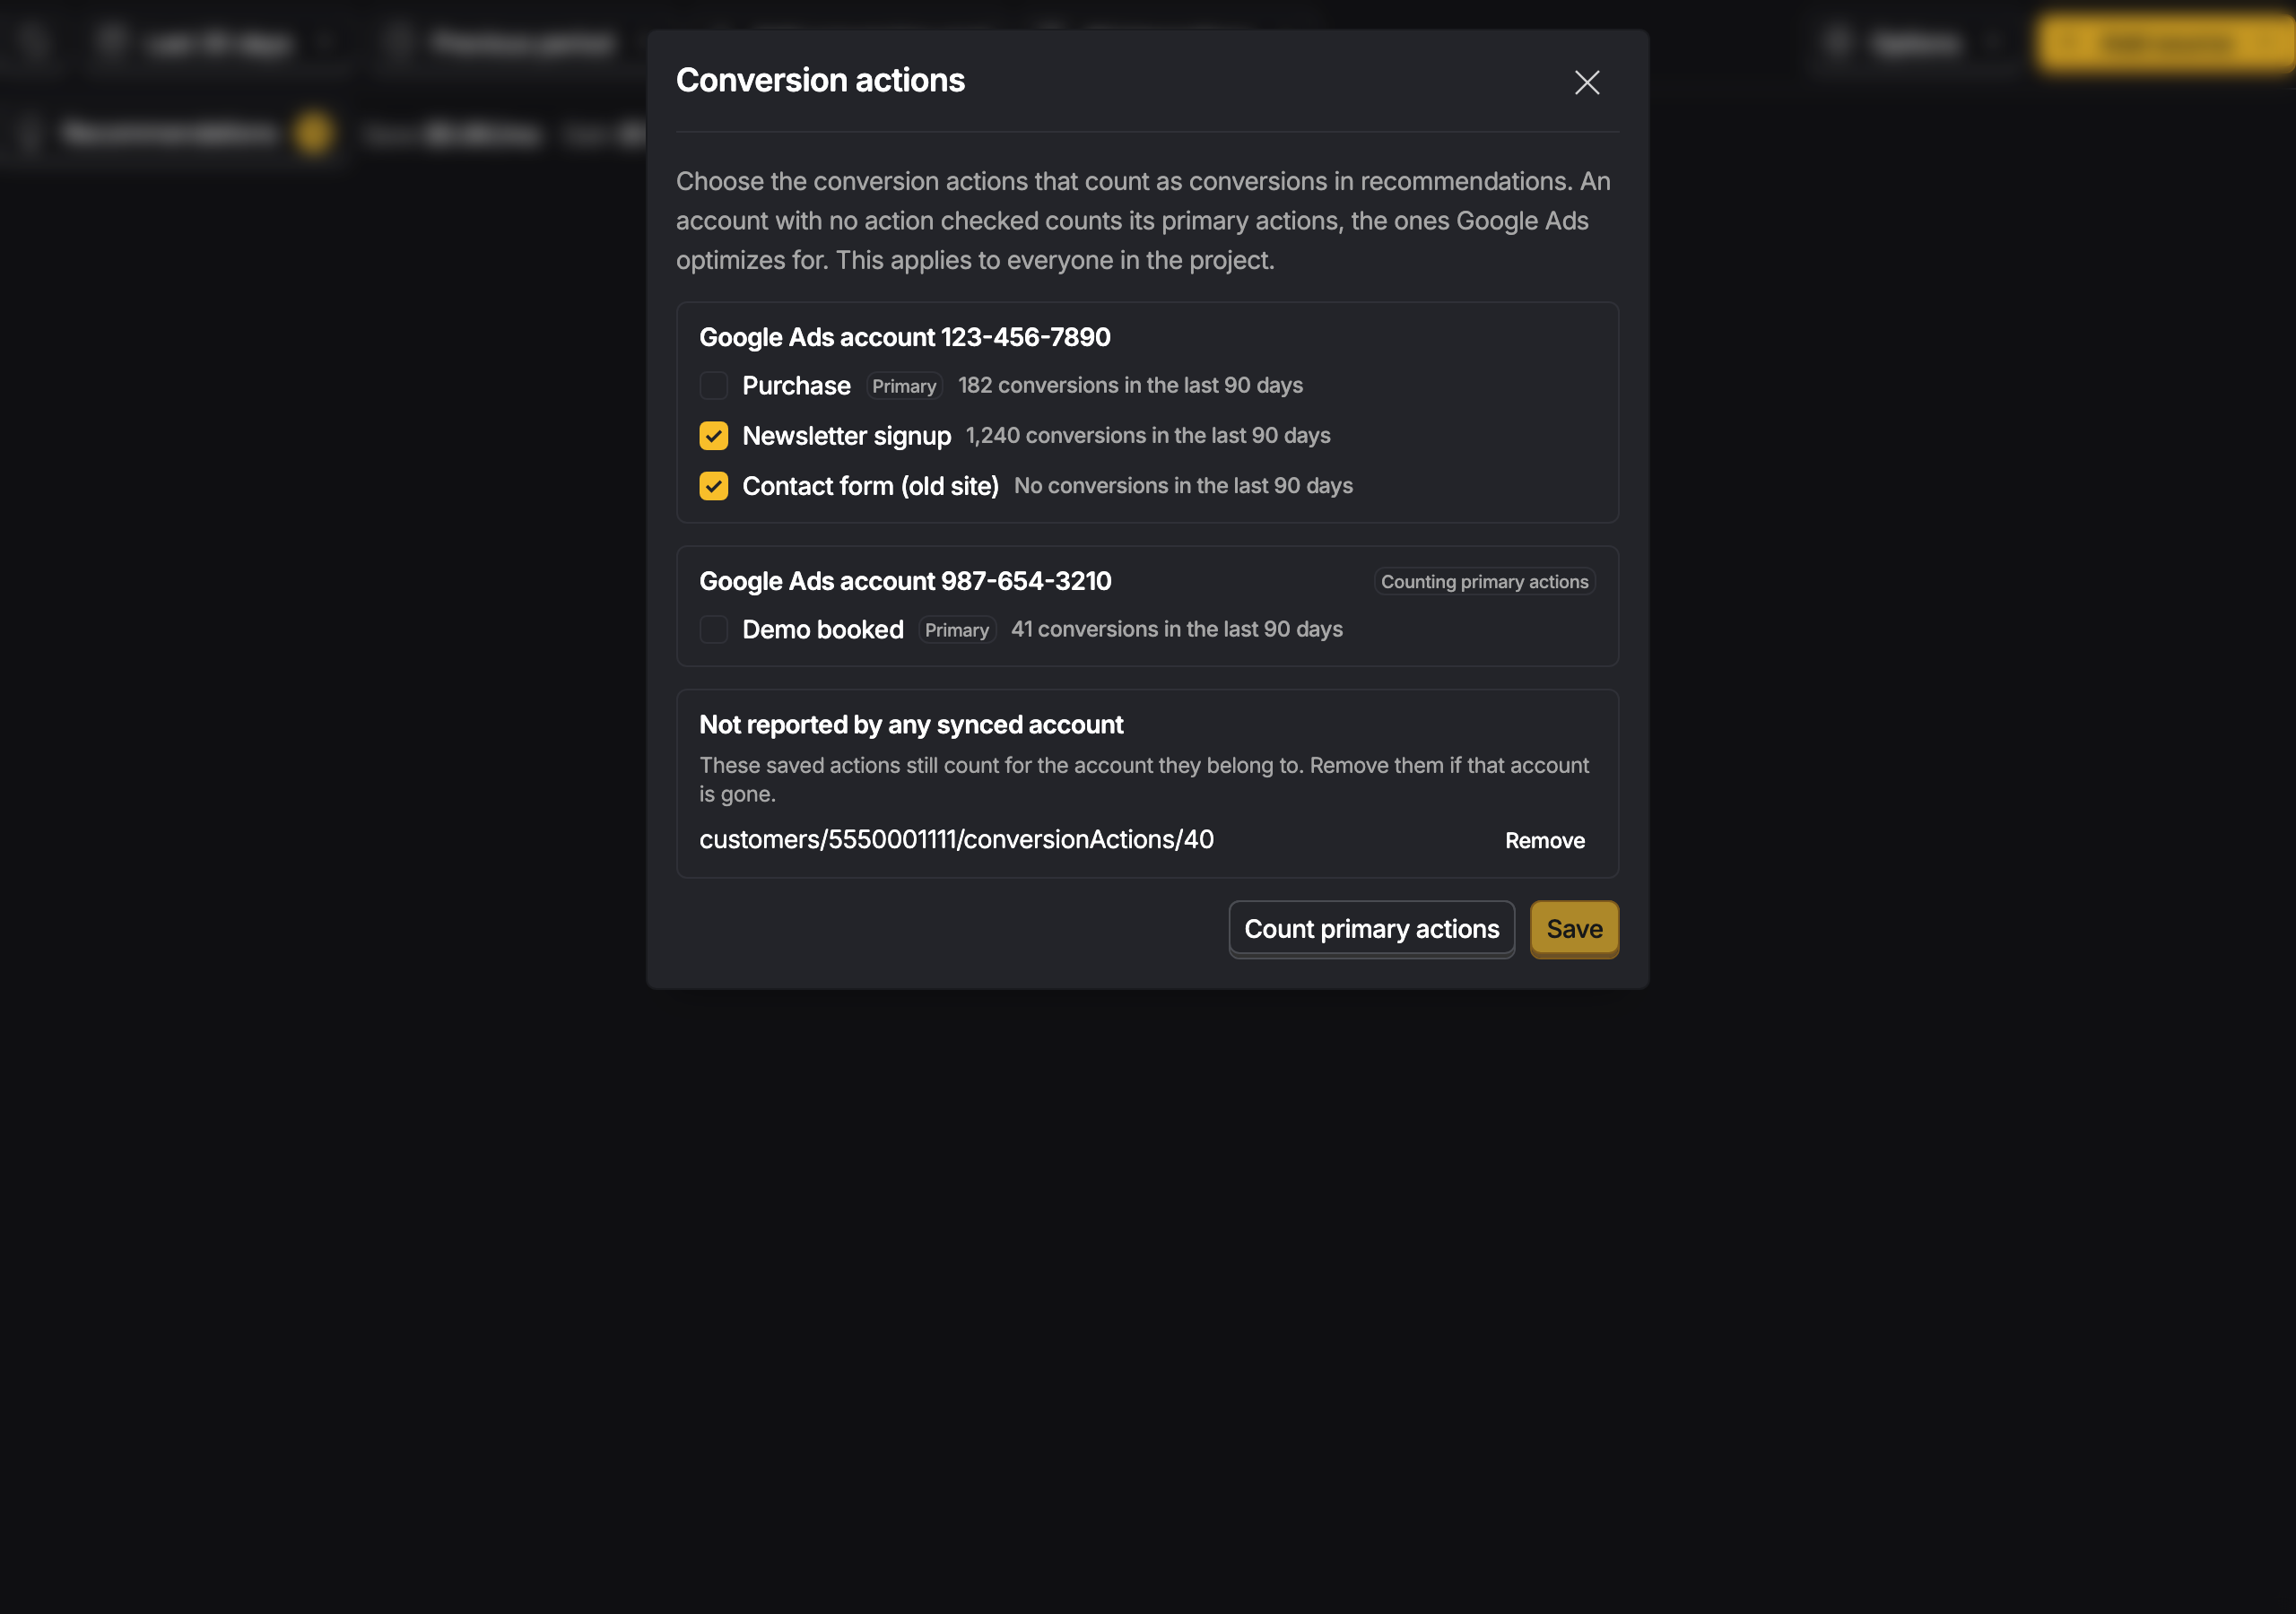 Conversion actions
Choose the conversion actions that count as conversions in recommendations. An
account with no action checked counts its primary actions, the ones Google Ads
optimizes for. This applies to everyone in the project.
Google Ads account 123-456-7890
Purchase Primary 182 conversions in the last 90 days
Newsletter signup 1,240 conversions in the last 90 days
Contact form (old site) No conversions in the last 90 days
Google Ads account 987-654-3210 Counting primary actions
Demo booked Primary 41 conversions in the last 90 days
Not reported by any synced account
These saved actions still count for the account they belong to. Remove them if that account
is gone.
customers/5550001111/conversionActions/40 Remove
Count primary actions Save